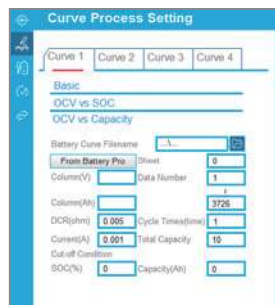 Curve Process Setting
Curve 1 Curve 2 Curve 3 Curve 4
Basic
OCV vs SOC
OCV vs Capacity
Battery Curve Filename ...\...
From Battery Pro Sheet 0
Column(V) Data Number 1
Column(Ah) 3726
DCR(ohm) 0.005 Cycle Times(time) 1
Current(A) 0.001 Total Capacity 10
Cut-off Condition
SOC(%) 0 Capacity(Ah) 0